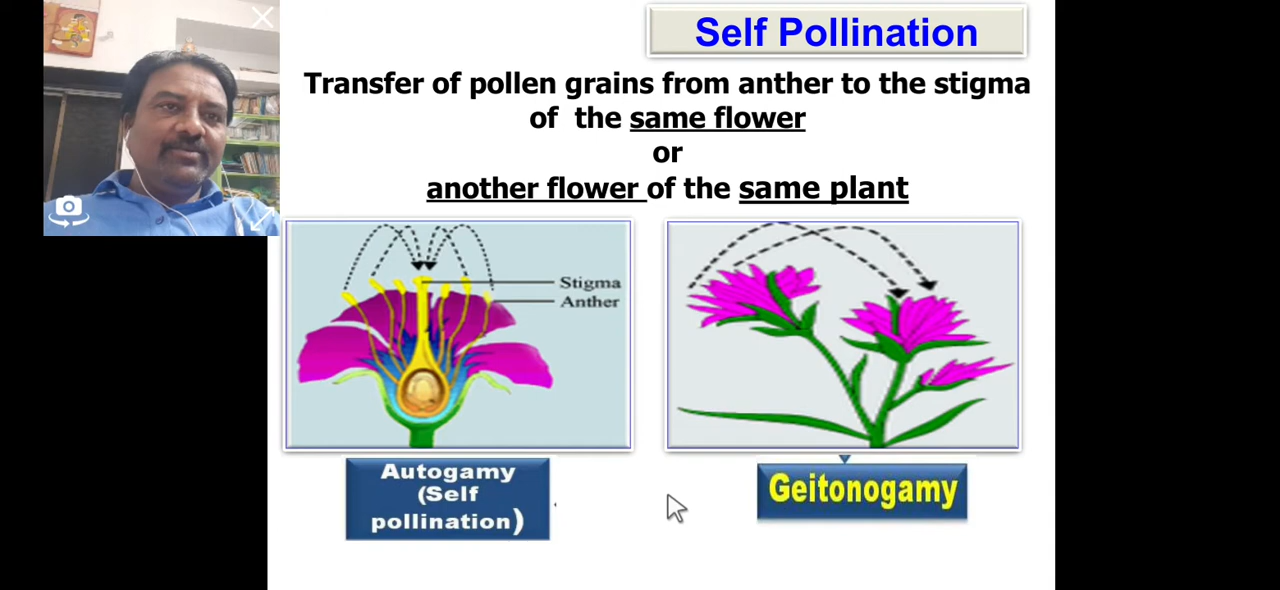 Self Pollination
Transfer of pollen grains from anther to the stigma
of the same flower
or
another flower of the same plant
Stigma
Anther
Autogamy
(Self
pollination)
Geitonogamy